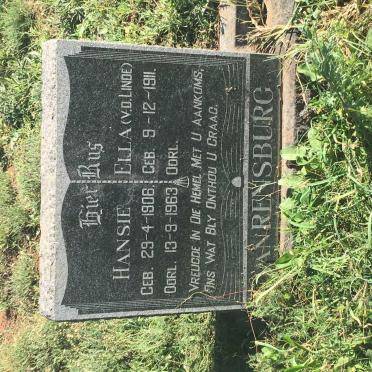 Hier Rus
HANSIE ELLA (V.D. LINDE)
GEB. 29-4-1906. GEB. 9-12-1911.
OORL. 13-9-1969. OORL.
VREUGDE IN DIE HEMEL MET U AANKOMS,
ONS WAT BLY ONTHOU U GRAAG.
ANRENSBURG